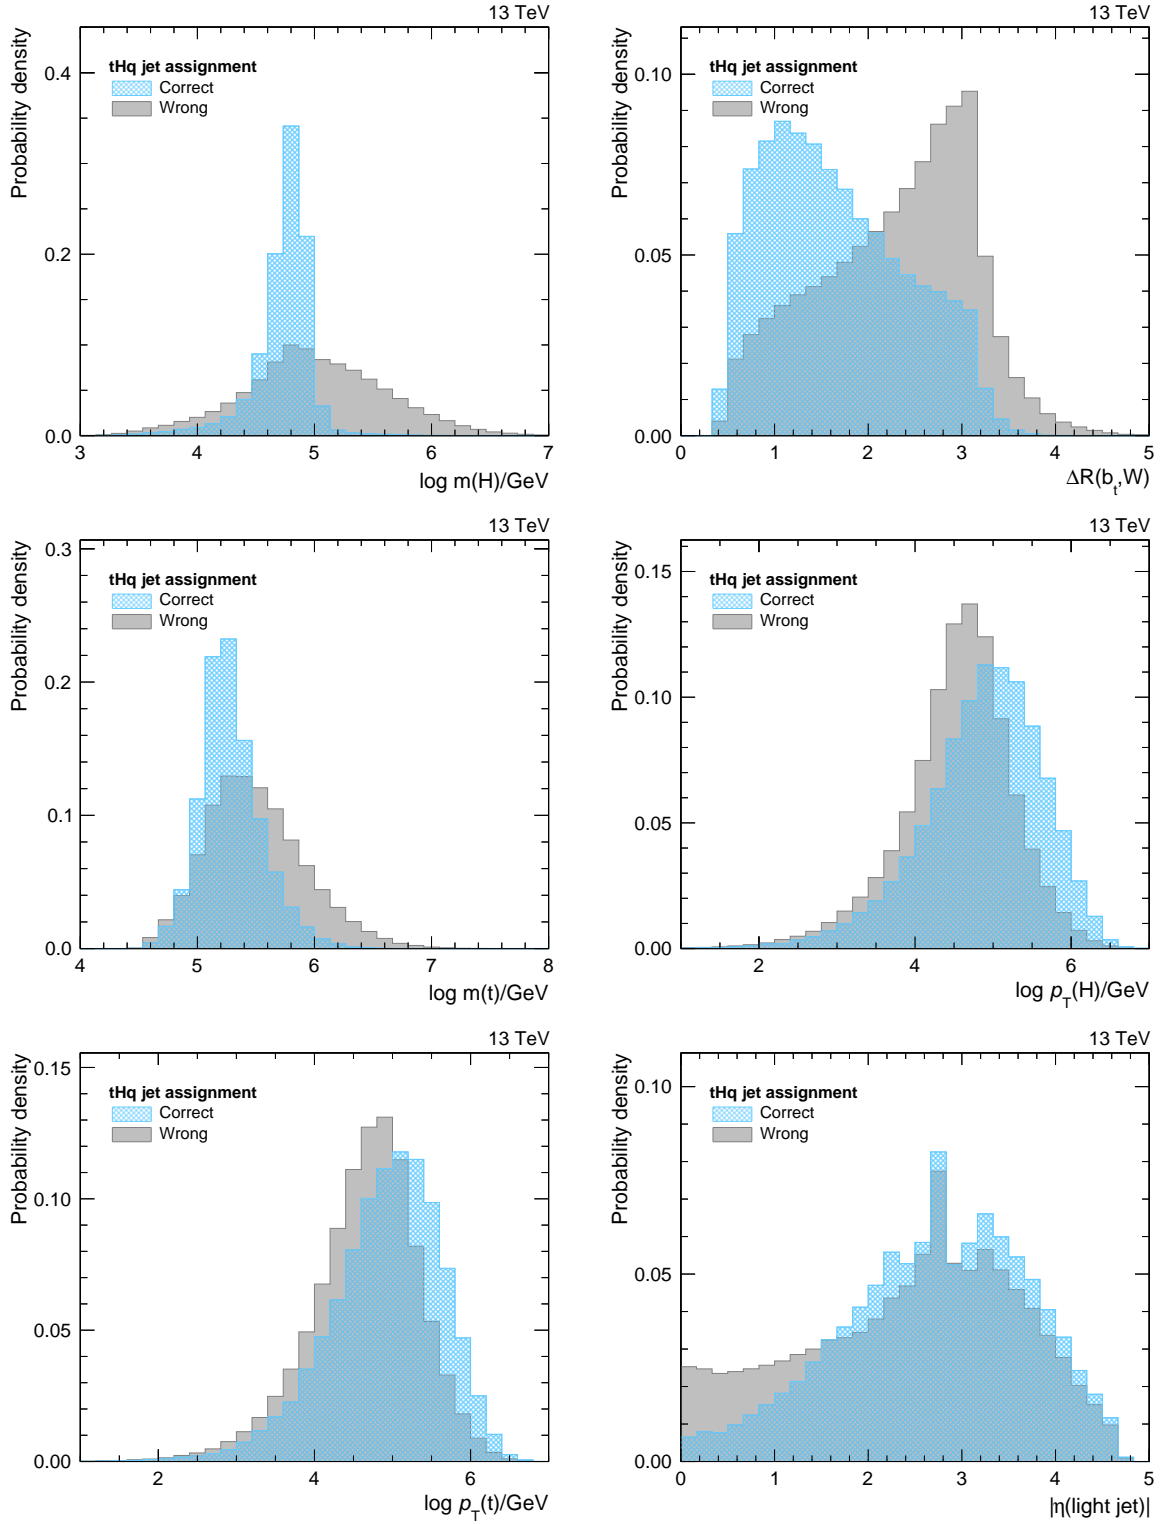 13 TeV
Probability density
tHq jet assignment
Correct
Wrong
0.4
0.2
0.0
3 4 5 6 7
log m(H)/GeV
13 TeV
Probability density
tHq jet assignment
Correct
Wrong
0.10
0.05
0.00
0 1 2 3 4 5
ΔR(b_t,W)
13 TeV
Probability density
tHq jet assignment
Correct
Wrong
0.3
0.2
0.1
0.0
4 5 6 7 8
log m(t)/GeV
13 TeV
Probability density
tHq jet assignment
Correct
Wrong
0.15
0.10
0.05
0.00
2 4 6
log p_T(H)/GeV
13 TeV
Probability density
tHq jet assignment
Correct
Wrong
0.15
0.10
0.05
0.00
2 4 6
log p_T(t)/GeV
13 TeV
Probability density
tHq jet assignment
Correct
Wrong
0.10
0.05
0.00
0 1 2 3 4 5
|η(light jet)|